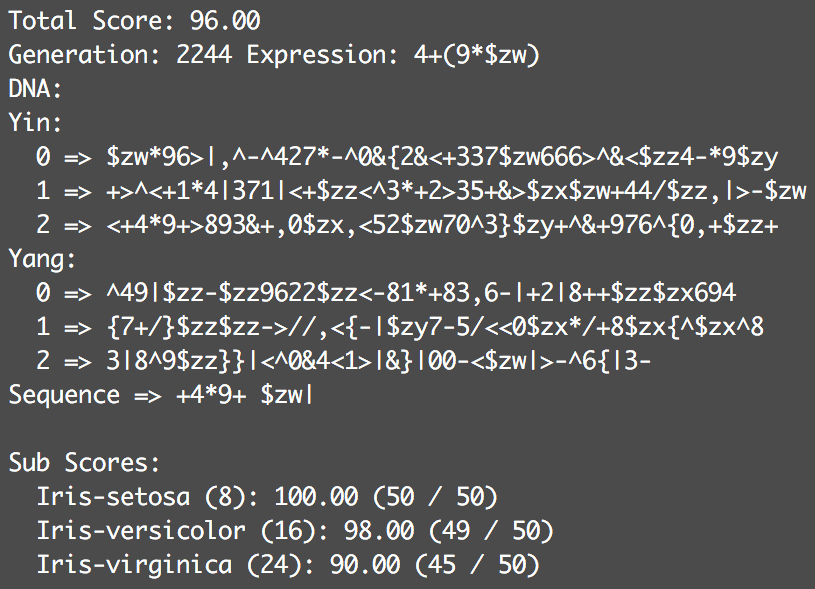 Total Score: 96.00
Generation: 2244 Expression: 4+(9*$zw)
DNA:
Yin:
0 => $zw*96>|,^-^427*-^0&{2&<+337$zw666>^&<$zz4-*9$zy
1 => +>^<+1*4|371|<+$zz<^3*+2>35+&>$zx$zw+44/$zz,|>-$zw
2 => <+4*9+>893&+,0$zx,<52$zw70^3}$zy+^&+976^{0,+$zz+
Yang:
0 => ^49|$zz-$zz9622$zz<-81*+83,6-|+2|8++$zz$zx694
1 => {7+/}$zz$zz->//,<{-|$zy7-5/<<0$zx*/+8$zx{^$zx^8
2 => 3|8^9$zz}}|<^0&4<1>|&}|00-<$zw|>-^6{|3-
Sequence => +4*9+ $zw|
Sub Scores:
Iris-setosa (8): 100.00 (50 / 50)
Iris-versicolor (16): 98.00 (49 / 50)
Iris-virginica (24): 90.00 (45 / 50)